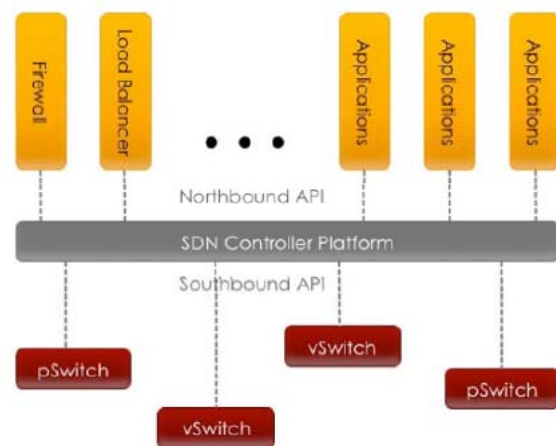 Firewall
Load Balancer
Applications
Applications
Applications
Northbound API
SDN Controller Platform
Southbound API
vSwitch
pSwitch
pSwitch
vSwitch